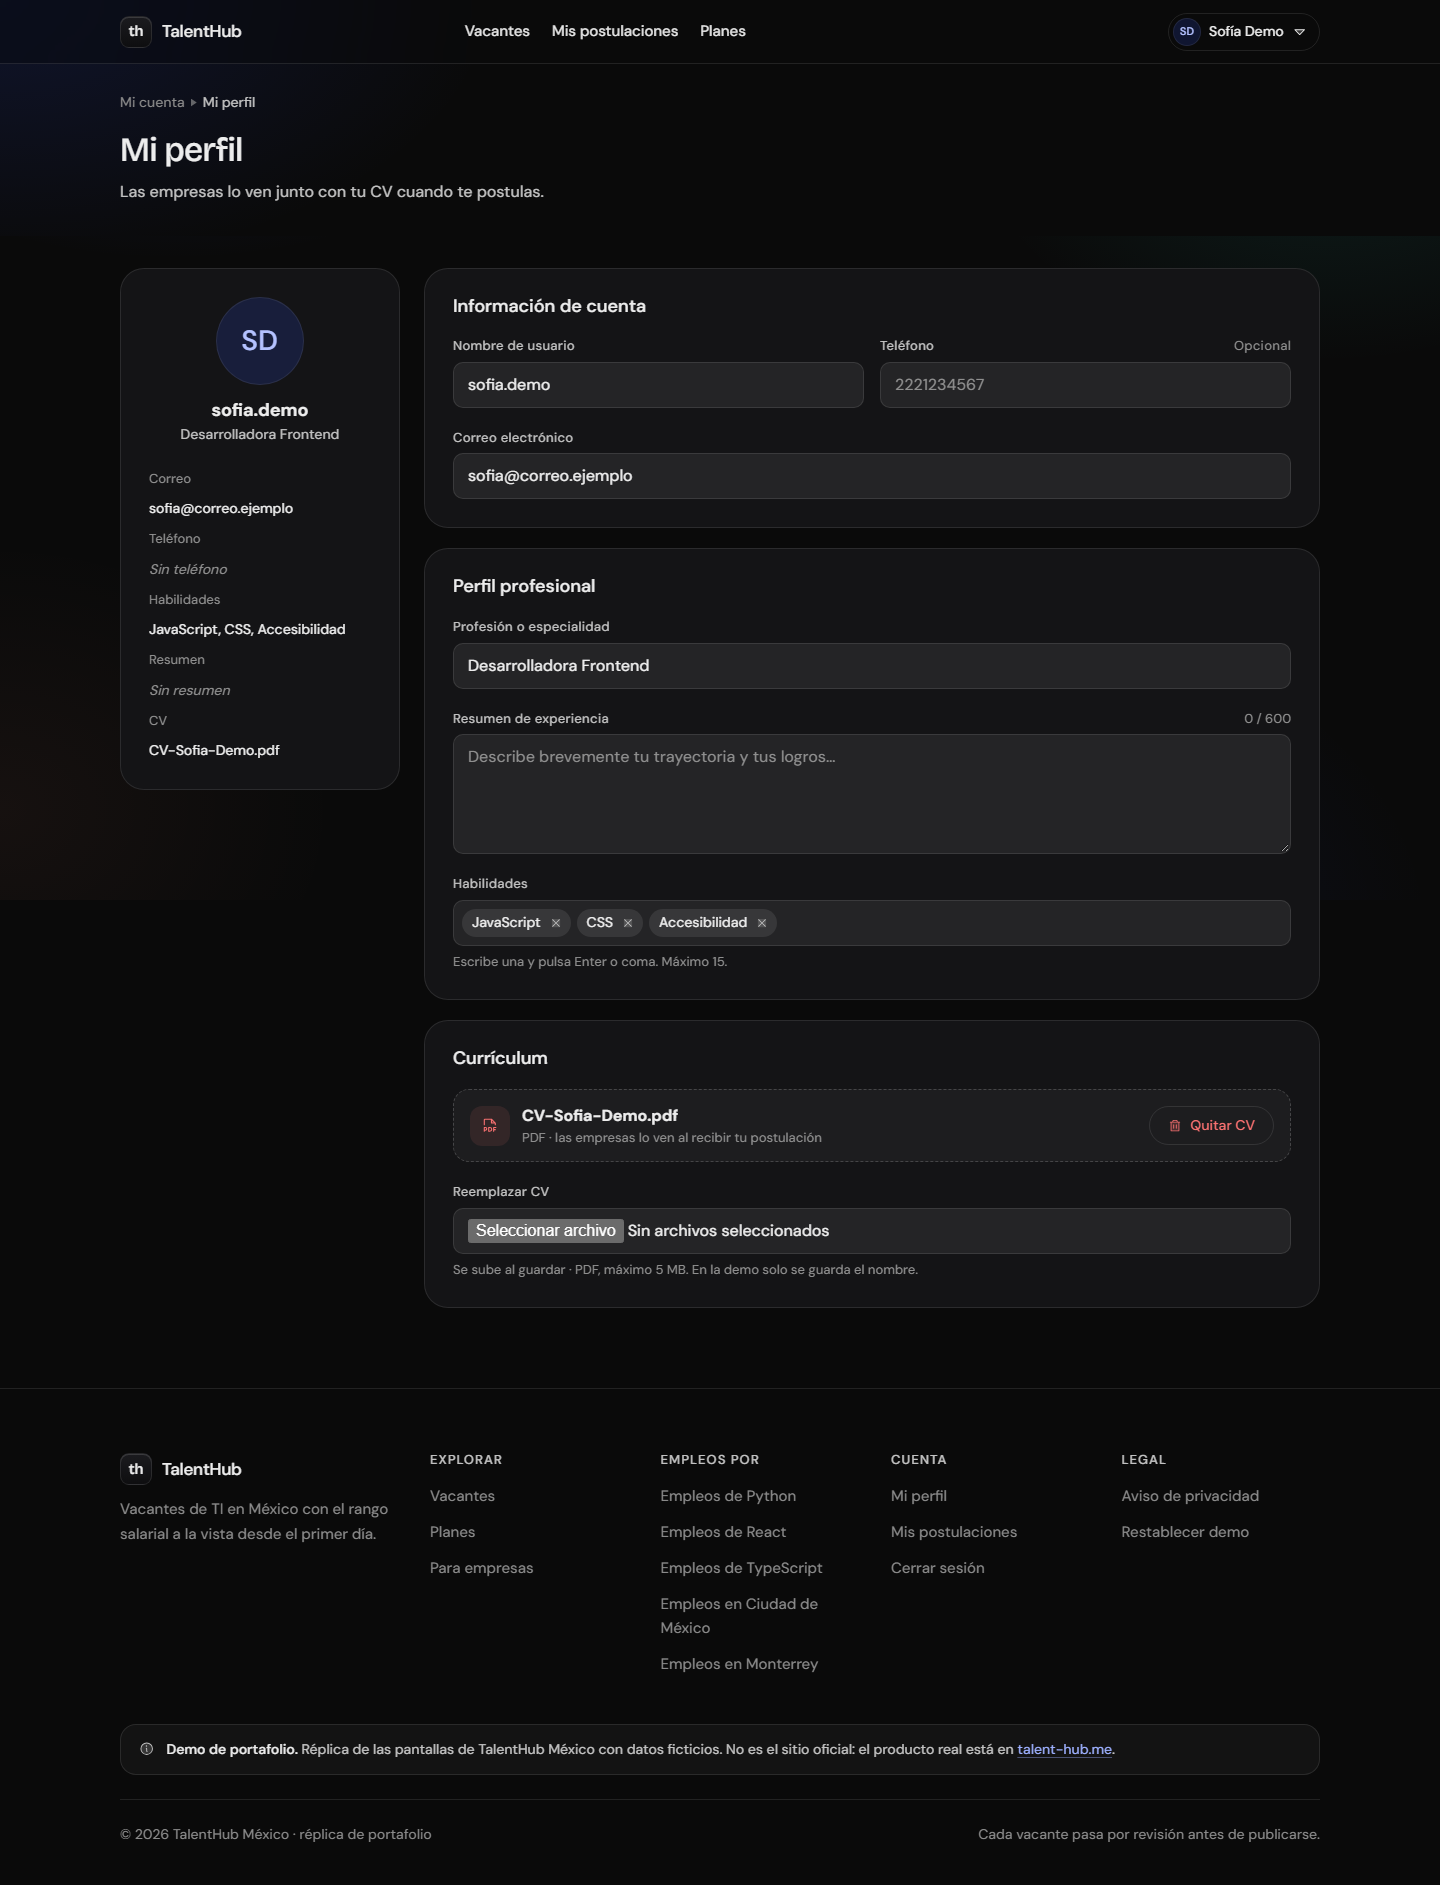 th TalentHub
Vacantes Mis postulaciones Planes
SD Sofía Demo
Mi cuenta Mi perfil
Mi perfil
Las empresas lo ven junto con tu CV cuando te postulas.
SD
sofia.demo
Desarrolladora Frontend
Correo
sofia@correo.ejemplo
Teléfono
Sin teléfono
Habilidades
JavaScript, CSS, Accesibilidad
Resumen
Sin resumen
CV
CV-Sofia-Demo.pdf
Información de cuenta
Nombre de usuario
sofia.demo
Teléfono Opcional
2221234567
Correo electrónico
sofia@correo.ejemplo
Perfil profesional
Profesión o especialidad
Desarrolladora Frontend
Resumen de experiencia 0 / 600
Describe brevemente tu trayectoria y tus logros...
Habilidades
JavaScript CSS Accesibilidad
Escribe una y pulsa Enter o coma. Máximo 15.
Currículum
PDF
CV-Sofia-Demo.pdf
PDF · las empresas lo ven al recibir tu postulación
Quitar CV
Reemplazar CV
Seleccionar archivo Sin archivos seleccionados
Se sube al guardar · PDF, máximo 5 MB. En la demo solo se guarda el nombre.
th TalentHub
Vacantes de TI en México con el rango
salarial a la vista desde el primer día.
EXPLORAR
Vacantes
Planes
Para empresas
EMPLEOS POR
Empleos de Python
Empleos de React
Empleos de TypeScript
Empleos en Ciudad de
México
Empleos en Monterrey
CUENTA
Mi perfil
Mis postulaciones
Cerrar sesión
LEGAL
Aviso de privacidad
Restablecer demo
Demo de portafolio. Réplica de las pantallas de TalentHub México con datos ficticios. No es el sitio oficial: el producto real está en talent-hub.me.
© 2026 TalentHub México · réplica de portafolio
Cada vacante pasa por revisión antes de publicarse.